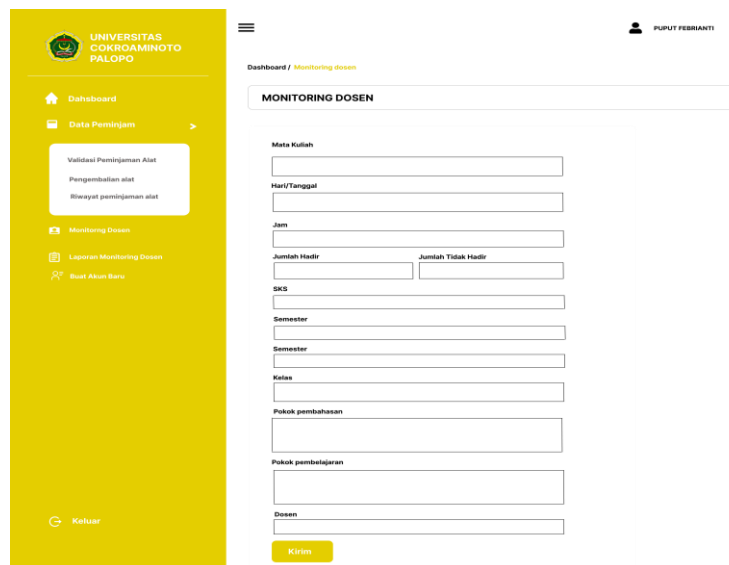 UNIVERSITAS
COKROAMINOTO
PALOPO
Dahsboard
Data Peminjam >
Validasi Peminjaman Alat
Pengembalian alat
Riwayat peminjaman alat
Monitorng Dosen
Laporan Monitoring Dosen
Buat Akun Baru
Keluar
PUPUT FEBRIANTI
Dashboard / Monitoring dosen
MONITORING DOSEN
Mata Kuliah
Hari/Tanggal
Jam
Jumlah Hadir Jumlah Tidak Hadir
SKS
Semester
Semester
Kelas
Pokok pembahasan
Pokok pembelajaran
Dosen
Kirim